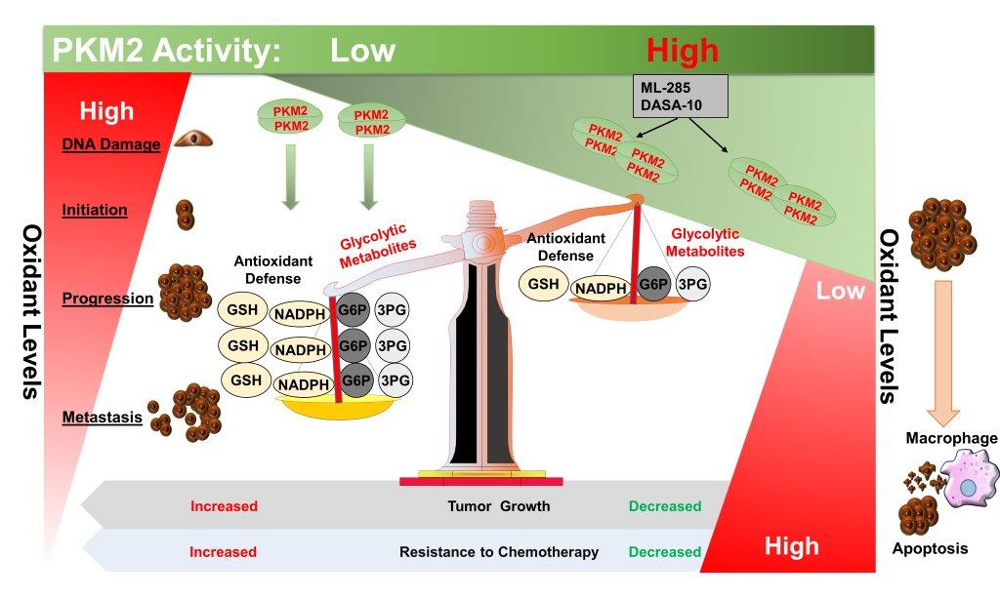 PKM2 Activity: Low High
High
DNA Damage
Initiation
Progression
Metastasis
Oxidant Levels
PKM2
PKM2
PKM2
PKM2
ML-285
DASA-10
PKM2
PKM2
PKM2
PKM2
PKM2
PKM2
PKM2
PKM2
Antioxidant
Defense
Glycolytic
Metabolites
GSH NADPH G6P 3PG
GSH NADPH G6P 3PG
GSH NADPH G6P 3PG
Antioxidant
Defense
Glycolytic
Metabolites
GSH NADPH G6P 3PG
Low
Oxidant Levels
High
Macrophage
Apoptosis
Increased Tumor Growth Decreased
Increased Resistance to Chemotherapy Decreased